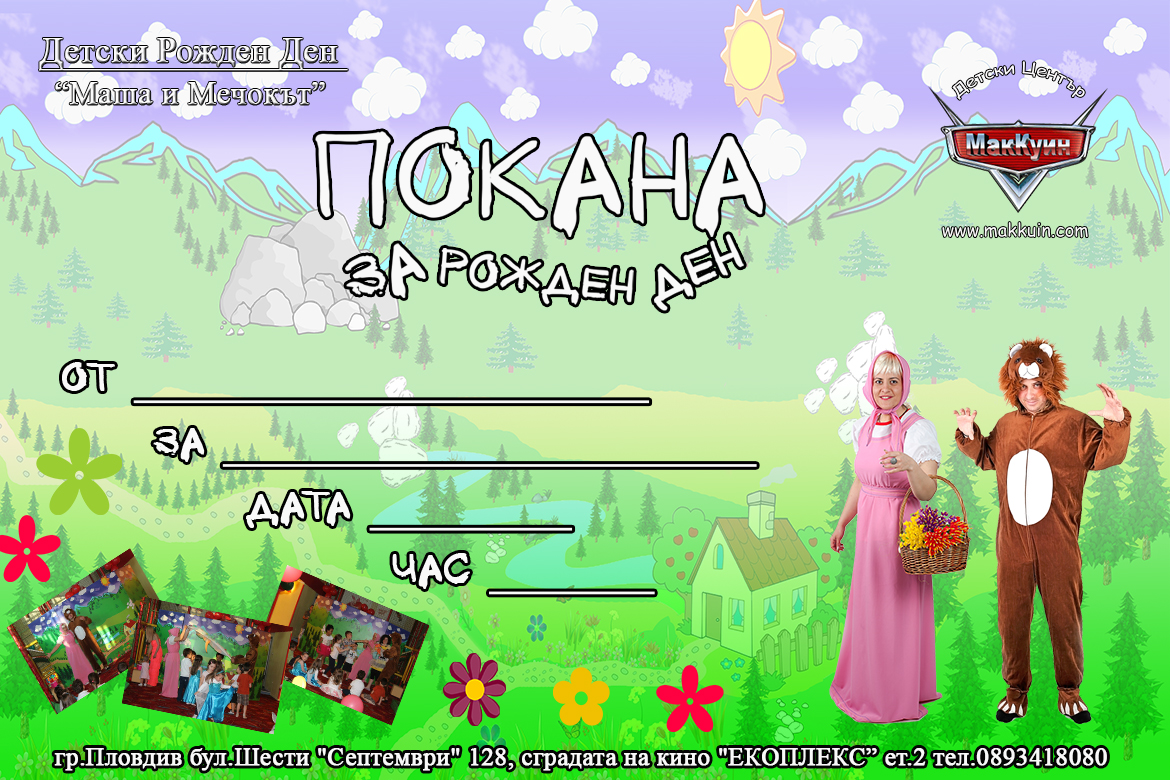 Детски Рожден Ден
“Маша и Мечокът”
Детски Център
МакКуин
www.makkuin.com
ПОКАНА
ЗА РОЖДЕН ДЕН
ОТ
ЗА
ДАТА
ЧАС
гр.Пловдив бул.Шести "Септември" 128, сградата на кино "ЕКОПЛЕКС” ет.2 тел.0893418080